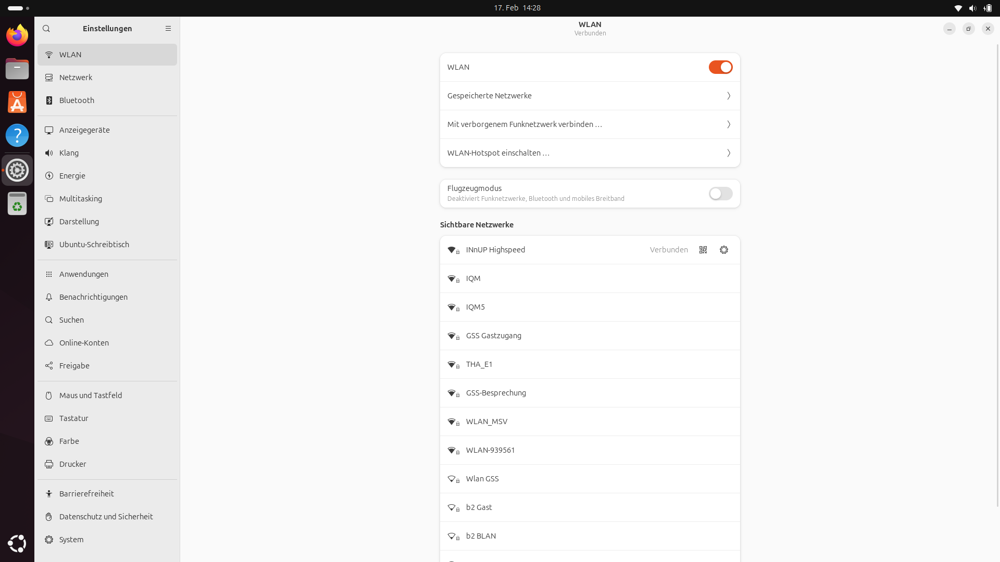 17. Feb  14:28
Einstellungen
WLAN
Netzwerk
Bluetooth
Anzeigegeräte
Klang
Energie
Multitasking
Darstellung
Ubuntu-Schreibtisch
Anwendungen
Benachrichtigungen
Suchen
Online-Konten
Freigabe
Maus und Tastfeld
Tastatur
Farbe
Drucker
Barrierefreiheit
Datenschutz und Sicherheit
System
WLAN
Verbunden
WLAN
Gespeicherte Netzwerke
Mit verborgenem Funknetzwerk verbinden …
WLAN-Hotspot einschalten …
Flugzeugmodus
Deaktiviert Funknetzwerke, Bluetooth und mobiles Breitband
Sichtbare Netzwerke
INnUP Highspeed Verbunden
IQM
IQM5
GSS Gastzugang
THA_E1
GSS-Besprechung
WLAN_MSV
WLAN-939561
Wlan GSS
b2 Gast
b2 BLAN